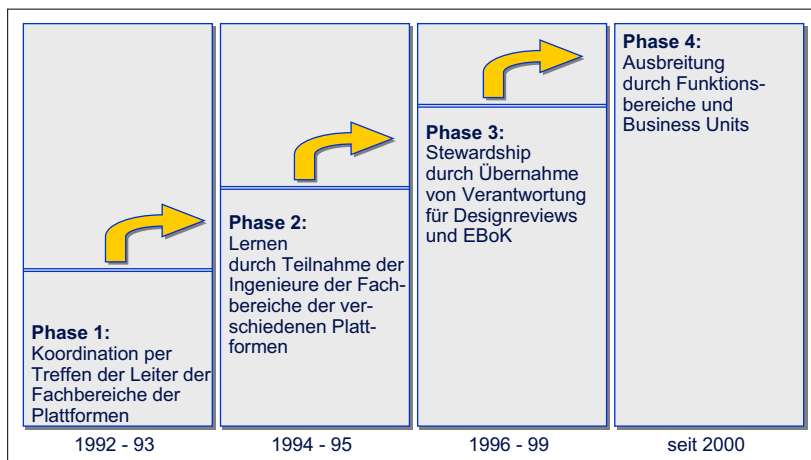 Phase 1:
Koordination per
Treffen der Leiter der
Fachbereiche der
Plattformen
1992 - 93
Phase 2:
Lernen
durch Teilnahme der
Ingenieure der Fach-
bereiche der ver-
schiedenen Platt-
formen
1994 - 95
Phase 3:
Stewardship
durch Übernahme
von Verantwortung
für Designreviews
und EBoK
1996 - 99
Phase 4:
Ausbreitung
durch Funktions-
bereiche und
Business Units
seit 2000